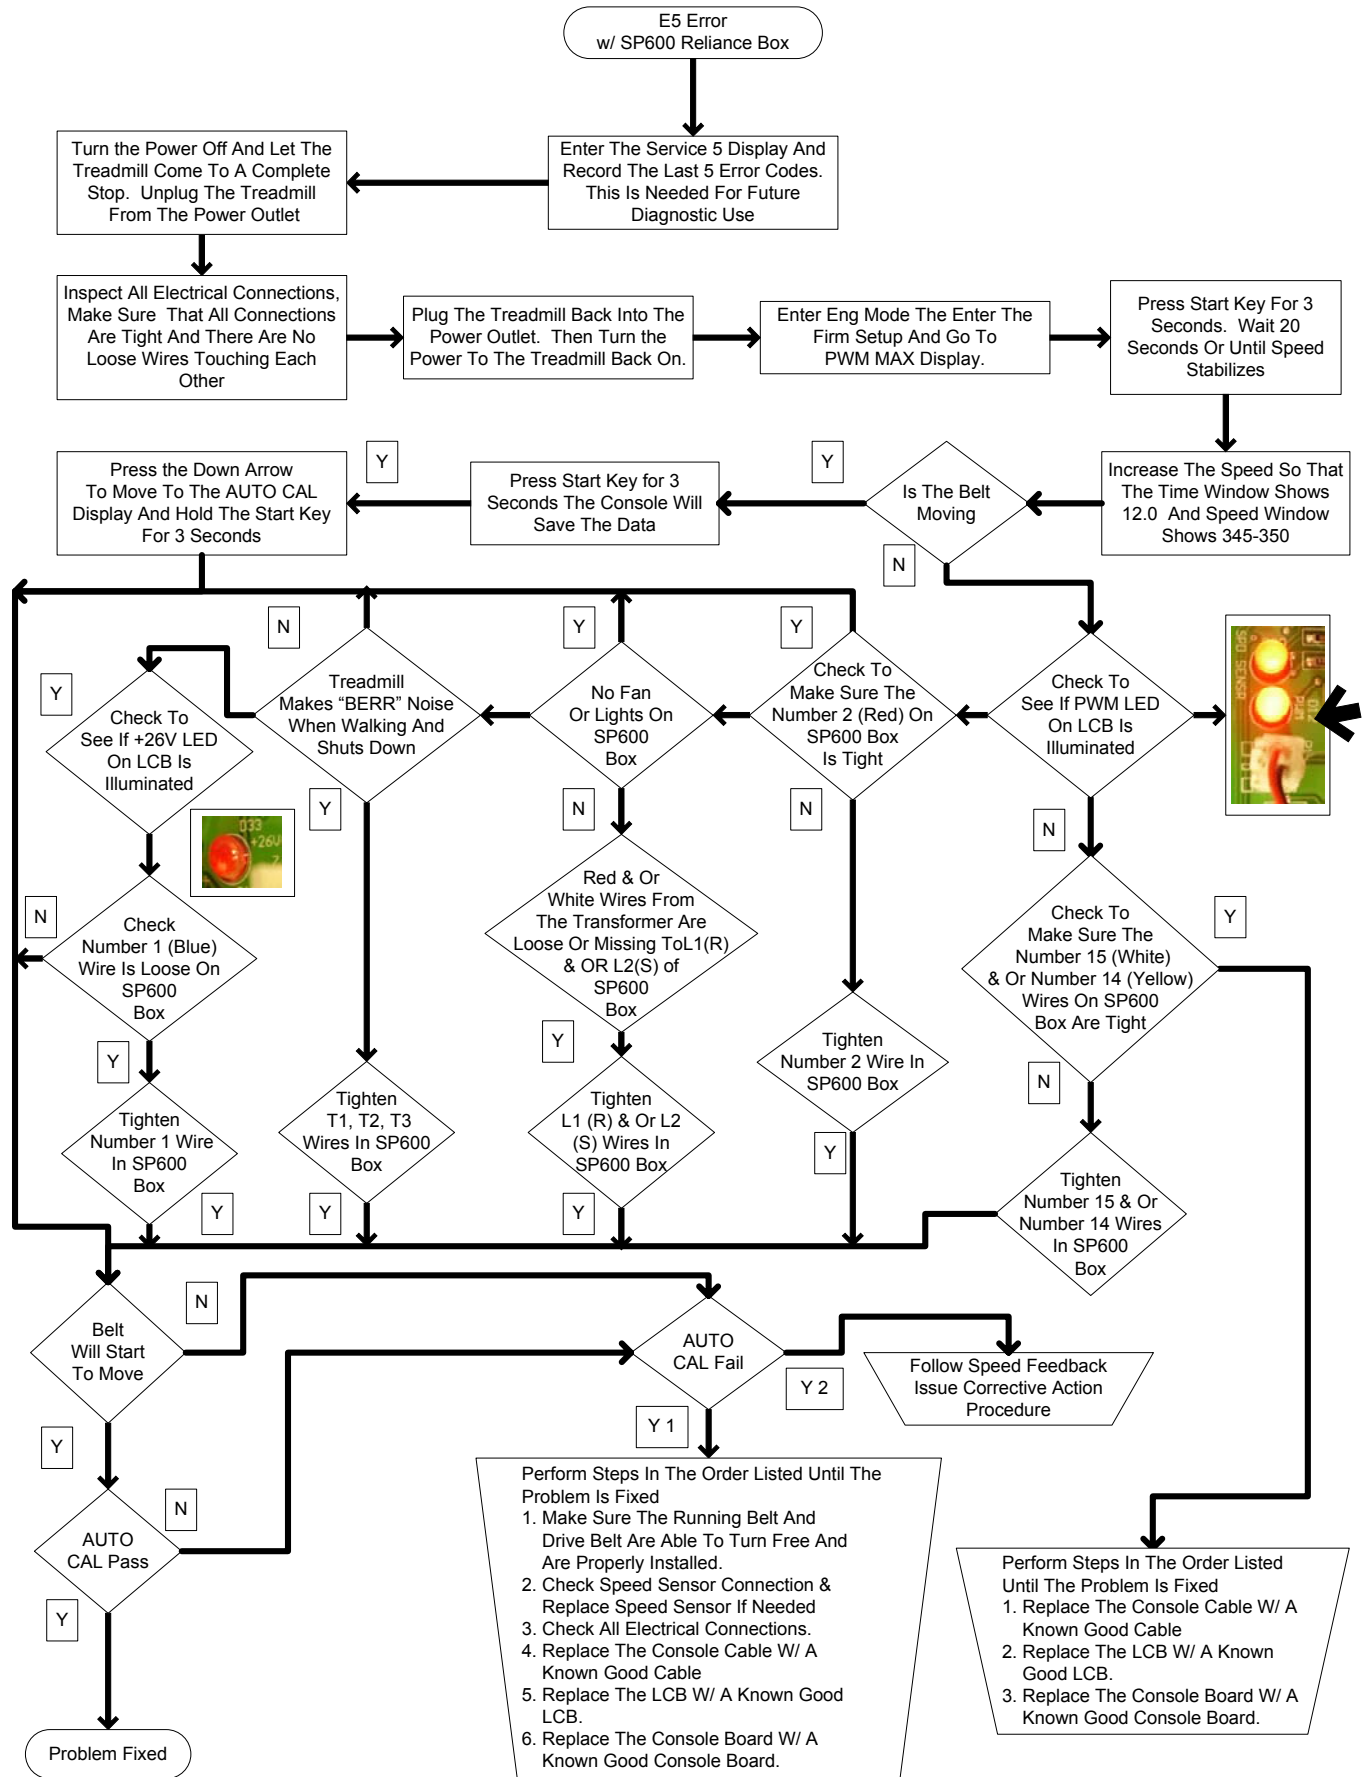 E5 Error
w/ SP600 Reliance Box
Enter The Service 5 Display And
Record The Last 5 Error Codes.
This Is Needed For Future
Diagnostic Use
Turn the Power Off And Let The
Treadmill Come To A Complete
Stop. Unplug The Treadmill
From The Power Outlet
Inspect All Electrical Connections,
Make Sure That All Connections
Are Tight And There Are No
Loose Wires Touching Each
Other
Plug The Treadmill Back Into The
Power Outlet. Then Turn the
Power To The Treadmill Back On.
Enter Eng Mode The Enter The
Firm Setup And Go To
PWM MAX Display.
Press Start Key For 3
Seconds. Wait 20
Seconds Or Until Speed
Stabilizes
Increase The Speed So That
The Time Window Shows
12.0 And Speed Window
Shows 345-350
Is The Belt
Moving
Y
Press Start Key for 3
Seconds The Console Will
Save The Data
Y
Press the Down Arrow
To Move To The AUTO CAL
Display And Hold The Start Key
For 3 Seconds
N
Check To
See If PWM LED
On LCB Is
Illuminated
SPD SENSR
PWM
Y
Check To
Make Sure The
Number 2 (Red) On
SP600 Box
Is Tight
Y
No Fan
Or Lights On
SP600
Box
N
Treadmill
Makes “BERR” Noise
When Walking And
Shuts Down
Y
Check To
See If +26V LED
On LCB Is
Illuminated
D33
+26V
N
Check
Number 1 (Blue)
Wire Is Loose On
SP600
Box
Y
Tighten
Number 1 Wire
In SP600
Box
Y
Y
Tighten
T1, T2, T3
Wires In SP600
Box
Y
N
Red & Or
White Wires From
The Transformer Are
Loose Or Missing ToL1(R)
& OR L2(S) of
SP600
Box
Y
Tighten
L1 (R) & Or L2
(S) Wires In
SP600 Box
Y
N
Tighten
Number 2 Wire In
SP600 Box
Y
N
Check To
Make Sure The
Number 15 (White)
& Or Number 14 (Yellow)
Wires On SP600
Box Are Tight
Y
N
Tighten
Number 15 & Or
Number 14 Wires
In SP600
Box
Belt
Will Start
To Move
N
Y
AUTO
CAL Pass
N
Y
Problem Fixed
AUTO
CAL Fail
Y 2
Follow Speed Feedback
Issue Corrective Action
Procedure
Y 1
Perform Steps In The Order Listed Until The
Problem Is Fixed
1. Make Sure The Running Belt And
Drive Belt Are Able To Turn Free And
Are Properly Installed.
2. Check Speed Sensor Connection &
Replace Speed Sensor If Needed
3. Check All Electrical Connections.
4. Replace The Console Cable W/ A
Known Good Cable
5. Replace The LCB W/ A Known Good
LCB.
6. Replace The Console Board W/ A
Known Good Console Board.
Perform Steps In The Order Listed
Until The Problem Is Fixed
1. Replace The Console Cable W/ A
Known Good Cable
2. Replace The LCB W/ A Known
Good LCB.
3. Replace The Console Board W/ A
Known Good Console Board.